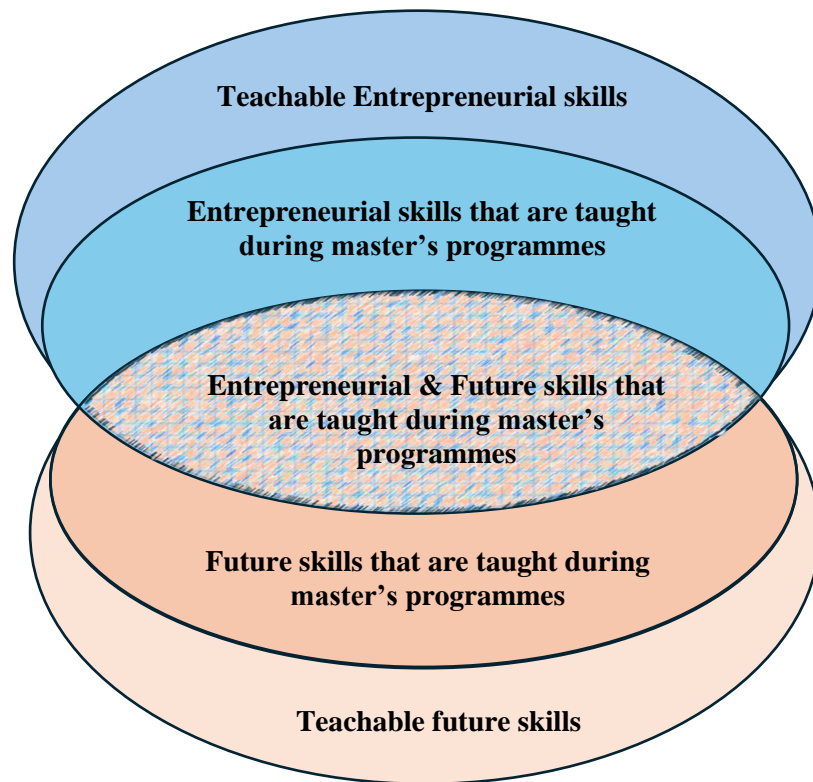 Teachable Entrepreneurial skills
Entrepreneurial skills that are taught
during master’s programmes
Entrepreneurial & Future skills that
are taught during master’s
programmes
Future skills that are taught during
master’s programmes
Teachable future skills